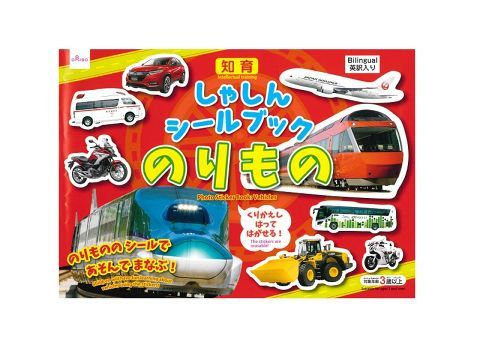 DAISO
知育
Intellectual training
Bilingual
英訳入り
JAPAN AIRLINES
しゃしん
シールブック
のりもの
Photo Sticker Book: Vehicles
くりかえし
はって
はがせる!
The stickers are
reusable!
のりもののシールで
あそんでまなぶ!
対象年齢3歳以上